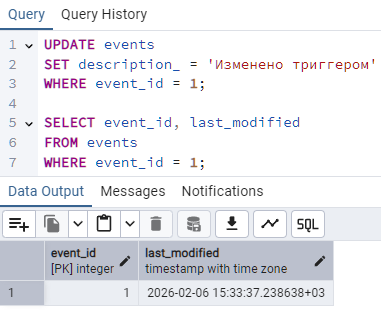 Query Query History
1 UPDATE events
2 SET description_ = 'Изменено триггером'
3 WHERE event_id = 1;
4
5 SELECT event_id, last_modified
6 FROM events
7 WHERE event_id = 1;
Data Output Messages Notifications
SQL
event_id last_modified
[PK] integer timestamp with time zone
1 1 2026-02-06 15:33:37.238638+03